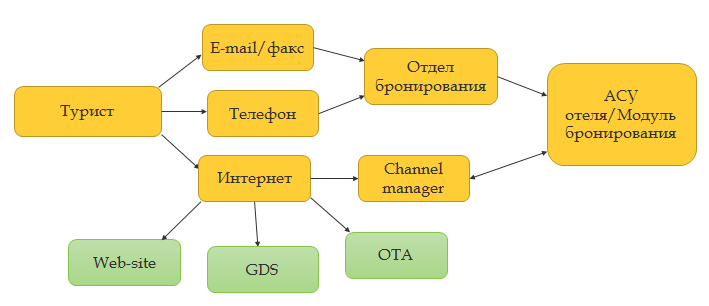 E-mail/факс
Отдел
бронирования
АСУ
отеля/Модуль
бронирования
Турист
Телефон
Интернет
Channel
manager
Web-site
GDS
OTA